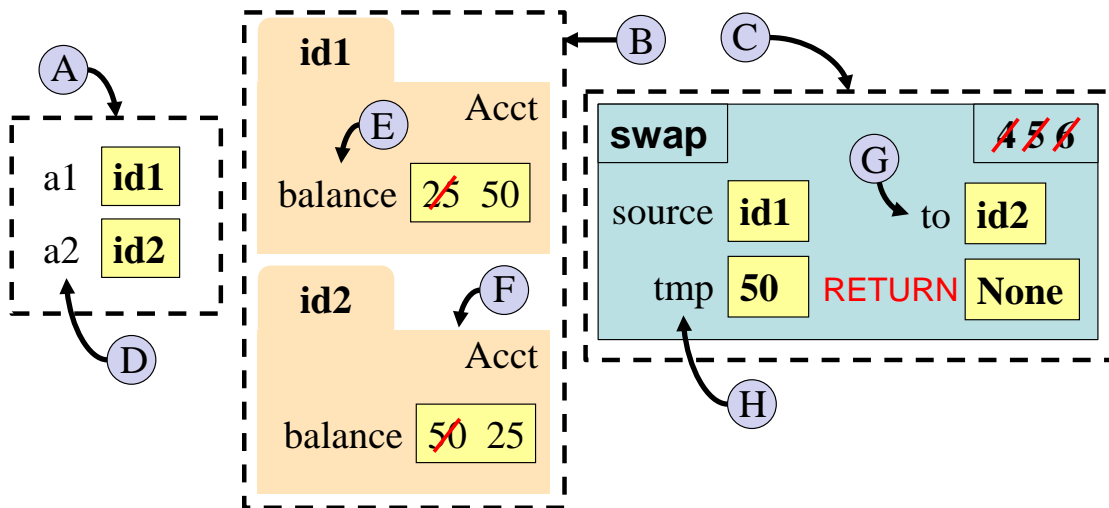 A
a1 id1
a2 id2
D
B
id1
Acct
E
balance 25 50
id2
F
Acct
balance 50 25
C
swap 4 5 6
G
source id1 to id2
tmp 50 RETURN None
H